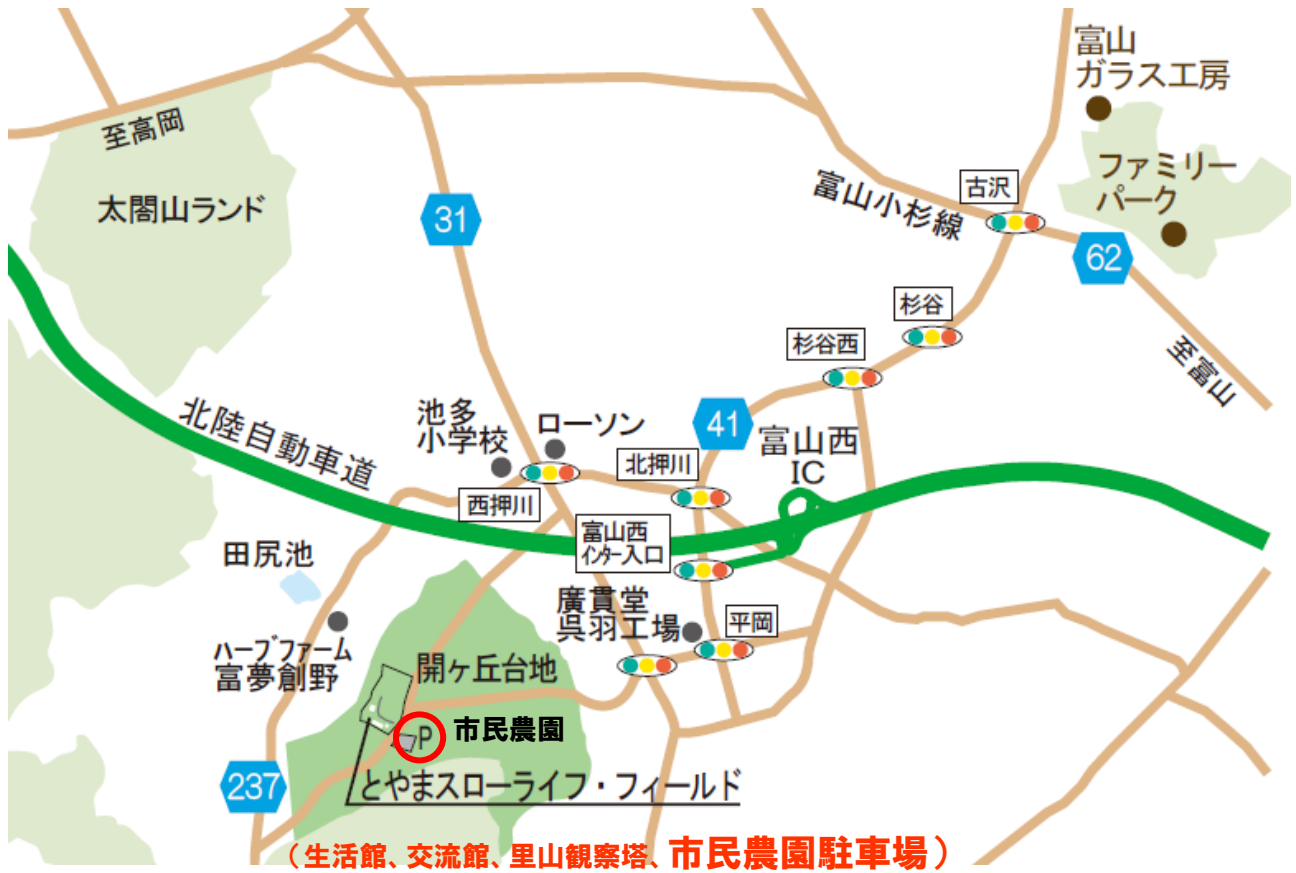 富山
ガラス工房
至高岡
ファミリー
パーク
太閤山ランド
31
富山小杉線
古沢
62
杉谷
杉谷西
至富山
北陸自動車道
池多
小学校
ローソン
41
富山西
IC
北押川
西押川
富山西
インター入口
田尻池
廣貫堂
呉羽工場
平岡
ハーブファーム
富夢創野
開ヶ丘台地
P
市民農園
237
とやまスローライフ・フィールド
（生活館、交流館、里山観察塔、市民農園駐車場）